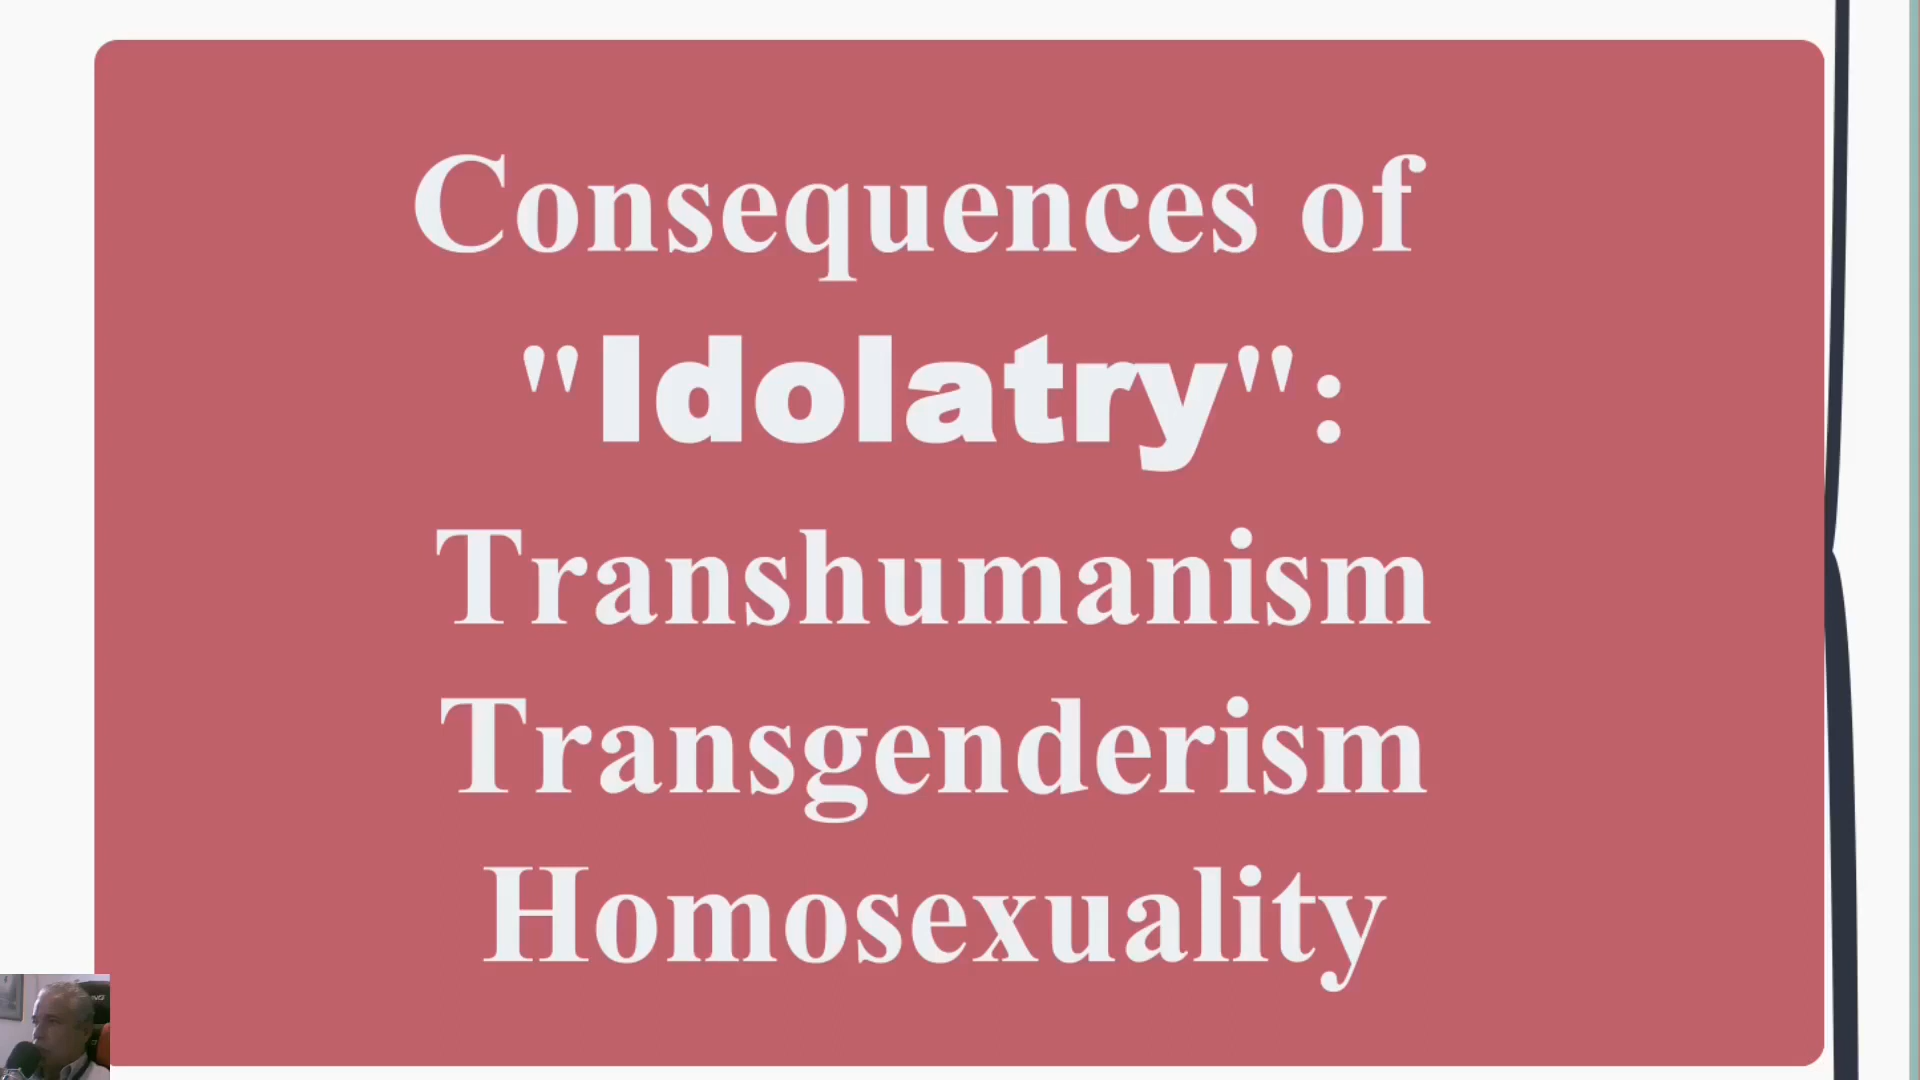 Consequences of
"Idolatry":
Transhumanism
Transgenderism
Homosexuality